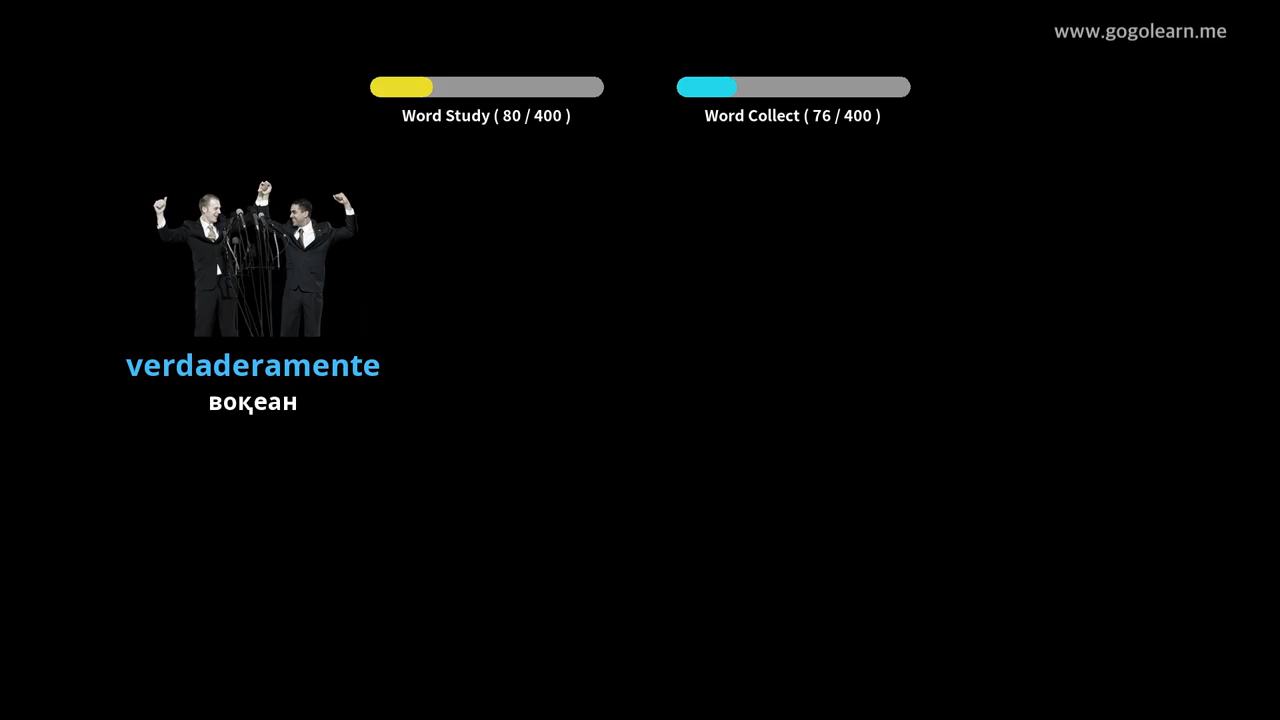 www.gogolearn.me
Word Study ( 80 / 400 )
Word Collect ( 76 / 400 )
verdaderamente
воқеан